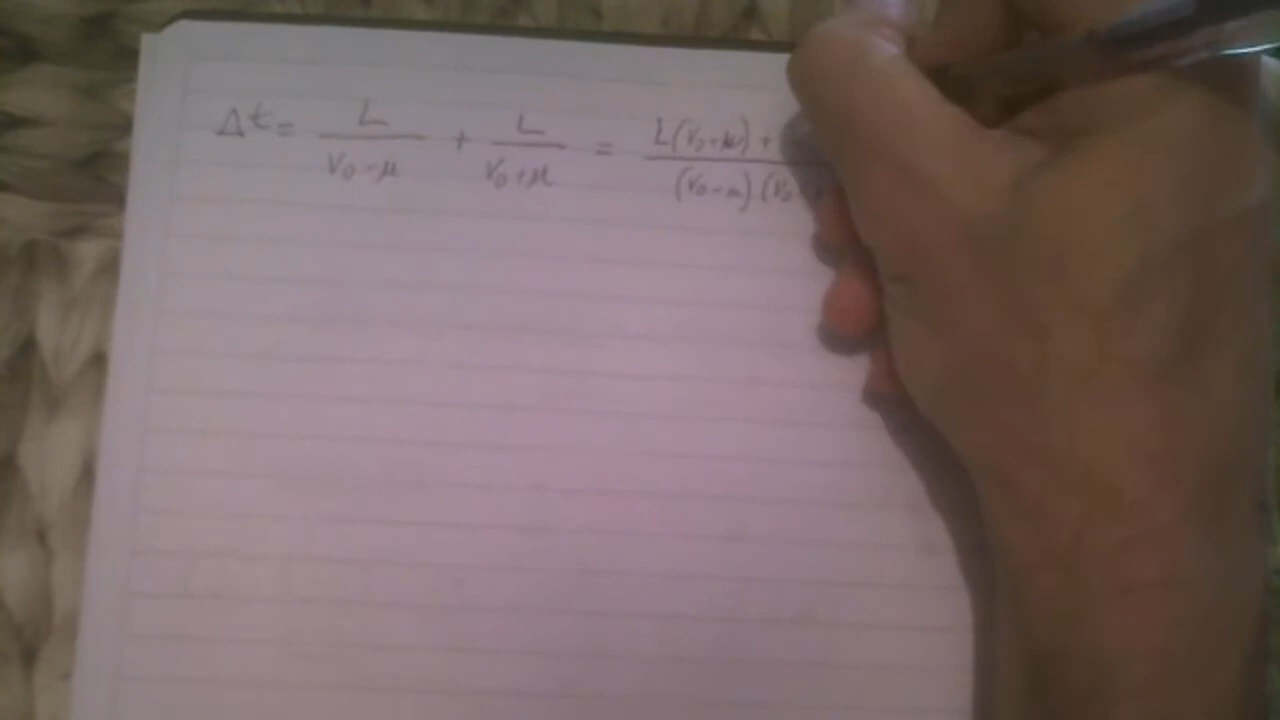 Δt = L / (V₀ - μ) + L / (V₀ + μ) = L(V₀+μ) + / (V₀-μ)(V₀